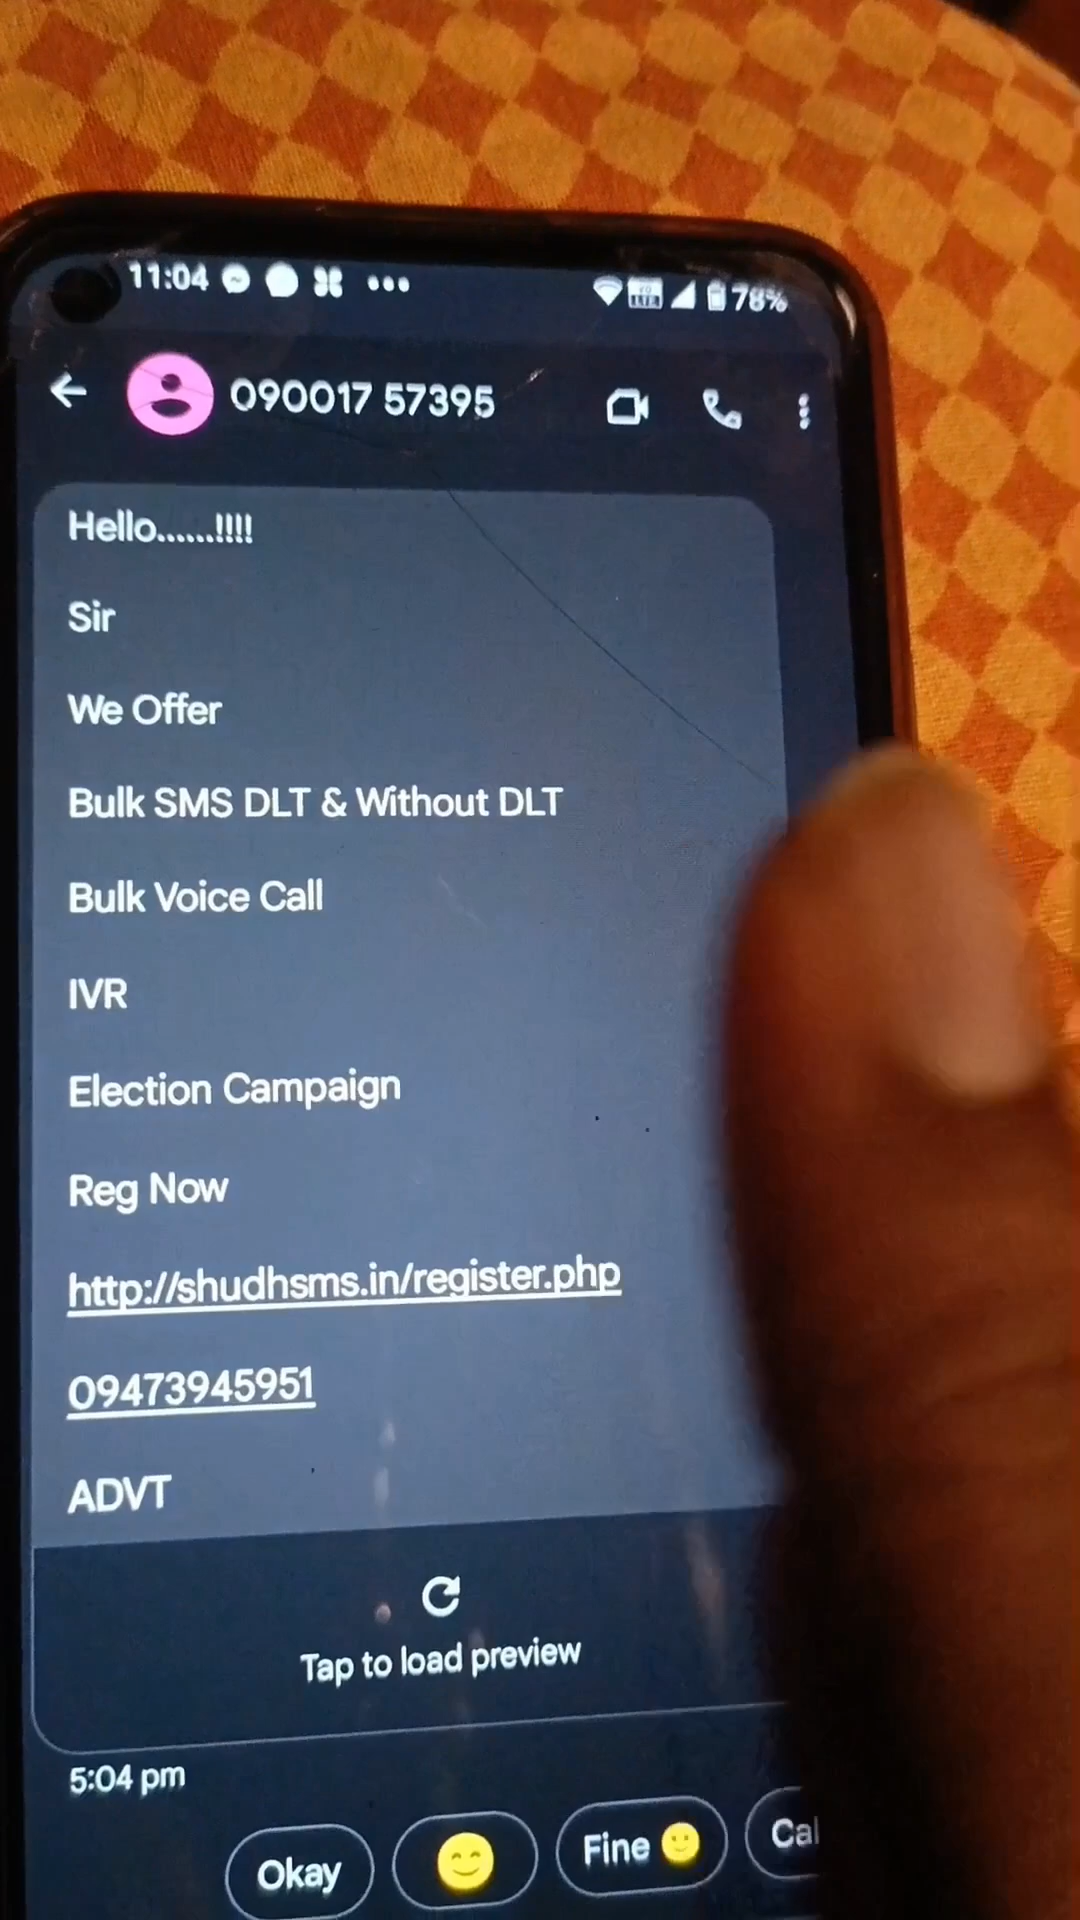 11:04
78%
090017 57395
Hello......!!!!
Sir
We Offer
Bulk SMS DLT & Without DLT
Bulk Voice Call
IVR
Election Campaign
Reg Now
http://shudhsms.in/register.php
09473945951
ADVT
Tap to load preview
5:04 pm
Okay
Fine